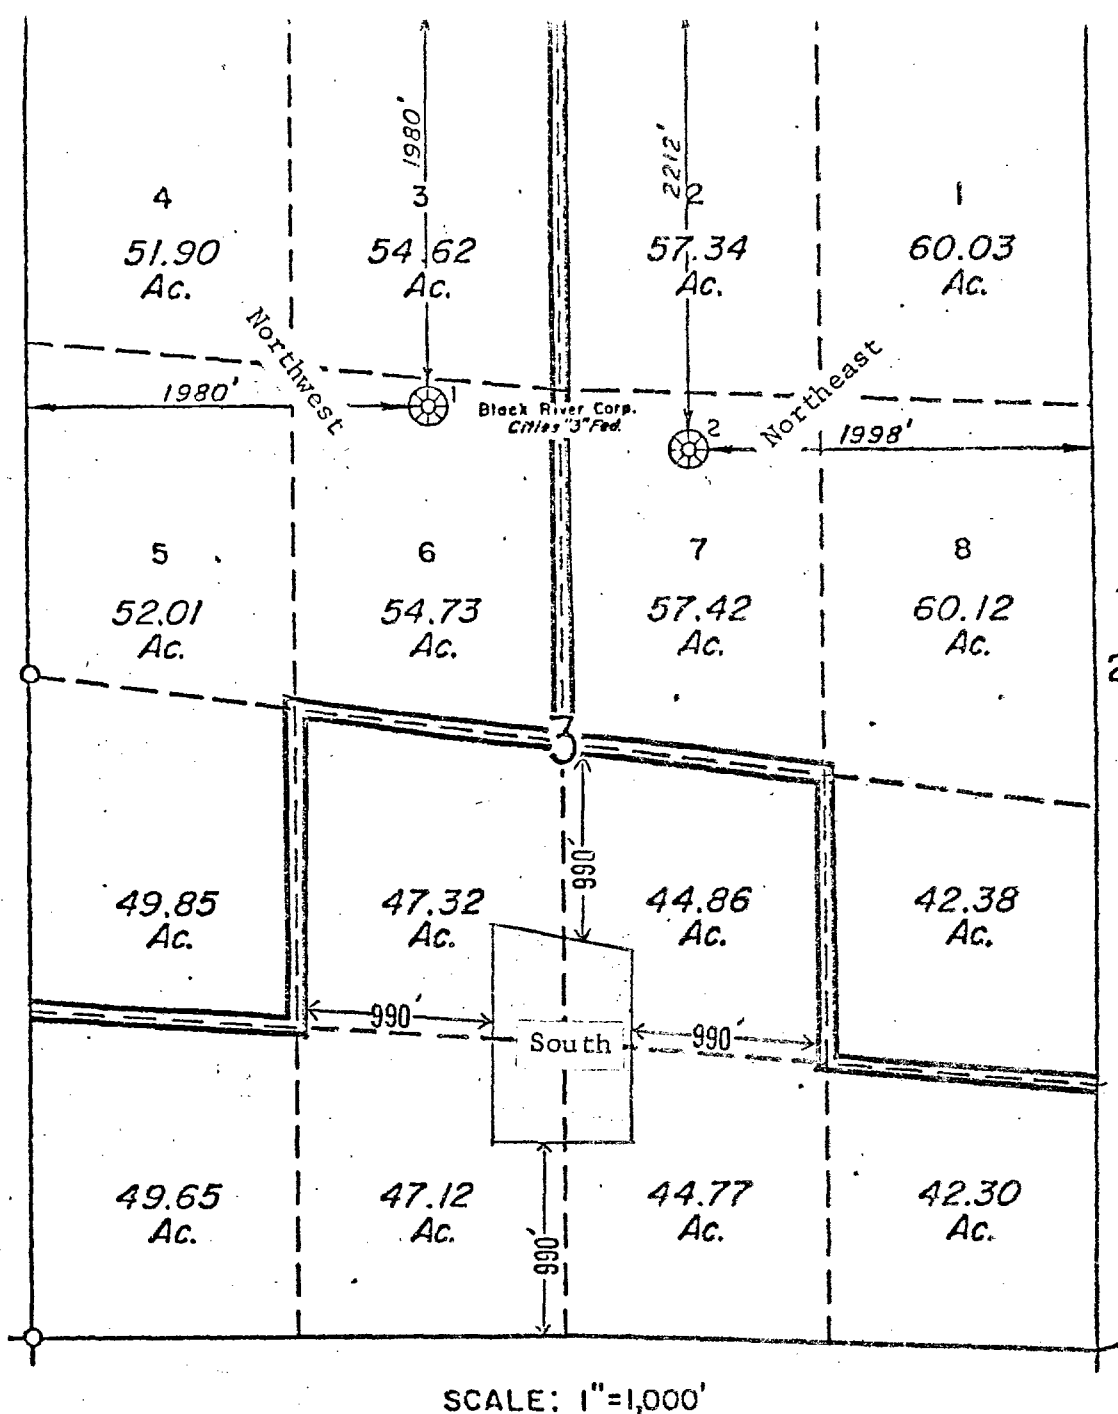 1980'
2212'
4
51.90
Ac.
3
54.62
Ac.
2
57.34
Ac.
1
60.03
Ac.
Northwest
1980'
1
Black River Corp.
Cities "3" Fed.
2
Northeast
1998'
5
52.01
Ac.
6
54.73
Ac.
7
57.42
Ac.
8
60.12
Ac.
3
990'
49.85
Ac.
47.32
Ac.
44.86
Ac.
42.38
Ac.
990'
South
990'
49.65
Ac.
47.12
Ac.
44.77
Ac.
42.30
Ac.
990'
SCALE: 1"=1,000'